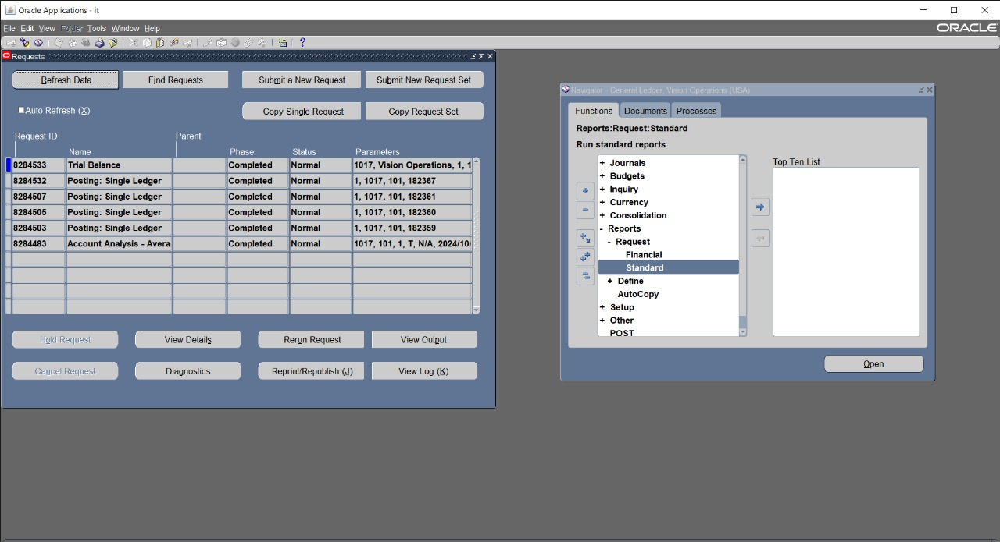 Oracle Applications - it
File Edit View Folder Tools Window Help
ORACLE
Requests
Refresh Data Find Requests Submit a New Request Submit New Request Set
Auto Refresh (X) Copy Single Request Copy Request Set
Request ID Parent
Name Phase Status Parameters
8284533 Trial Balance Completed Normal 1017, Vision Operations, 1, 1
8284532 Posting: Single Ledger Completed Normal 1, 1017, 101, 182367
8284507 Posting: Single Ledger Completed Normal 1, 1017, 101, 182361
8284505 Posting: Single Ledger Completed Normal 1, 1017, 101, 182360
8284503 Posting: Single Ledger Completed Normal 1, 1017, 101, 182359
8284483 Account Analysis - Avera Completed Normal 1017, 101, 1, T, N/A, 2024/10/
Hold Request View Details Rerun Request View Output
Cancel Request Diagnostics Reprint/Republish (J) View Log (K)
Navigator - General Ledger, Vision Operations (USA)
Functions Documents Processes
Reports:Request:Standard
Run standard reports
+ Journals
+ Budgets
+ Inquiry
+ Currency
+ Consolidation
- Reports
- Request
Financial
Standard
+ Define
AutoCopy
+ Setup
+ Other
POST
Top Ten List
Open